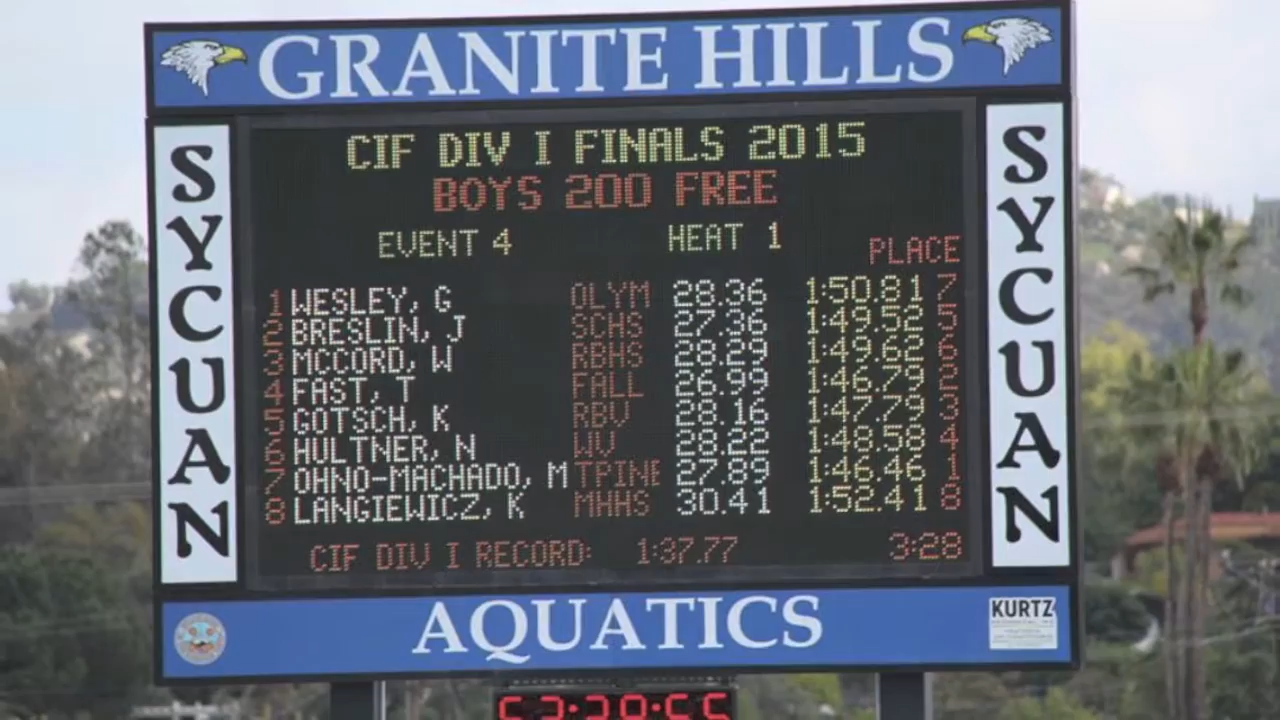 GRANITE HILLS
SYCUAN
CIF DIV I FINALS 2015
BOYS 200 FREE
EVENT 4 HEAT 1
PLACE
1 WESLEY, G OLYM 28.36 1:50.81 7
2 BRESLIN, J SCHS 27.36 1:49.52 5
3 MCCORD, W RBHS 28.29 1:49.62 6
4 FAST, T FALL 26.99 1:46.79 2
5 GOTSCH, K RBV 28.16 1:47.79 3
6 HULTNER, N WV 28.22 1:48.58 4
7 OHNO-MACHADO, M TPINE 27.89 1:46.46 1
8 LANGIEWICZ, K MHHS 30.41 1:52.41 8
CIF DIV I RECORD: 1:37.77 3:28
SYCUAN
AQUATICS
KURTZ